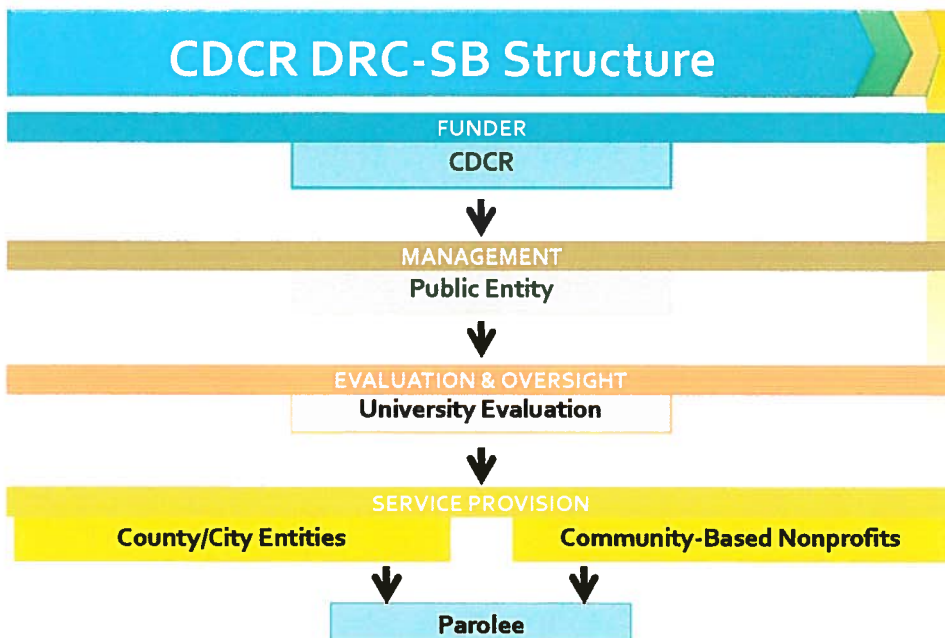 CDCR DRC-SB Structure
FUNDER
CDCR
MANAGEMENT
Public Entity
EVALUATION & OVERSIGHT
University Evaluation
SERVICE PROVISION
County/City Entities
Community-Based Nonprofits
Parolee